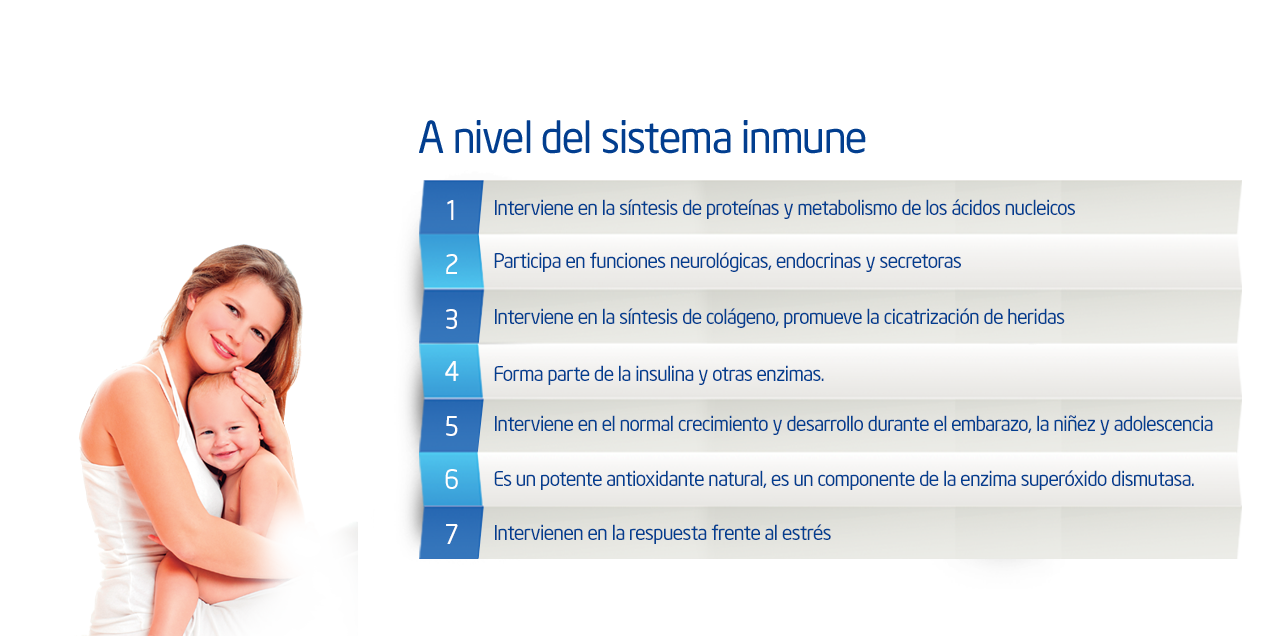 A nivel del sistema inmune
1 Interviene en la síntesis de proteínas y metabolismo de los ácidos nucleicos
2 Participa en funciones neurológicas, endocrinas y secretoras
3 Interviene en la síntesis de colágeno, promueve la cicatrización de heridas
4 Forma parte de la insulina y otras enzimas.
5 Interviene en el normal crecimiento y desarrollo durante el embarazo, la niñez y adolescencia
6 Es un potente antioxidante natural, es un componente de la enzima superóxido dismutasa.
7 Intervienen en la respuesta frente al estrés